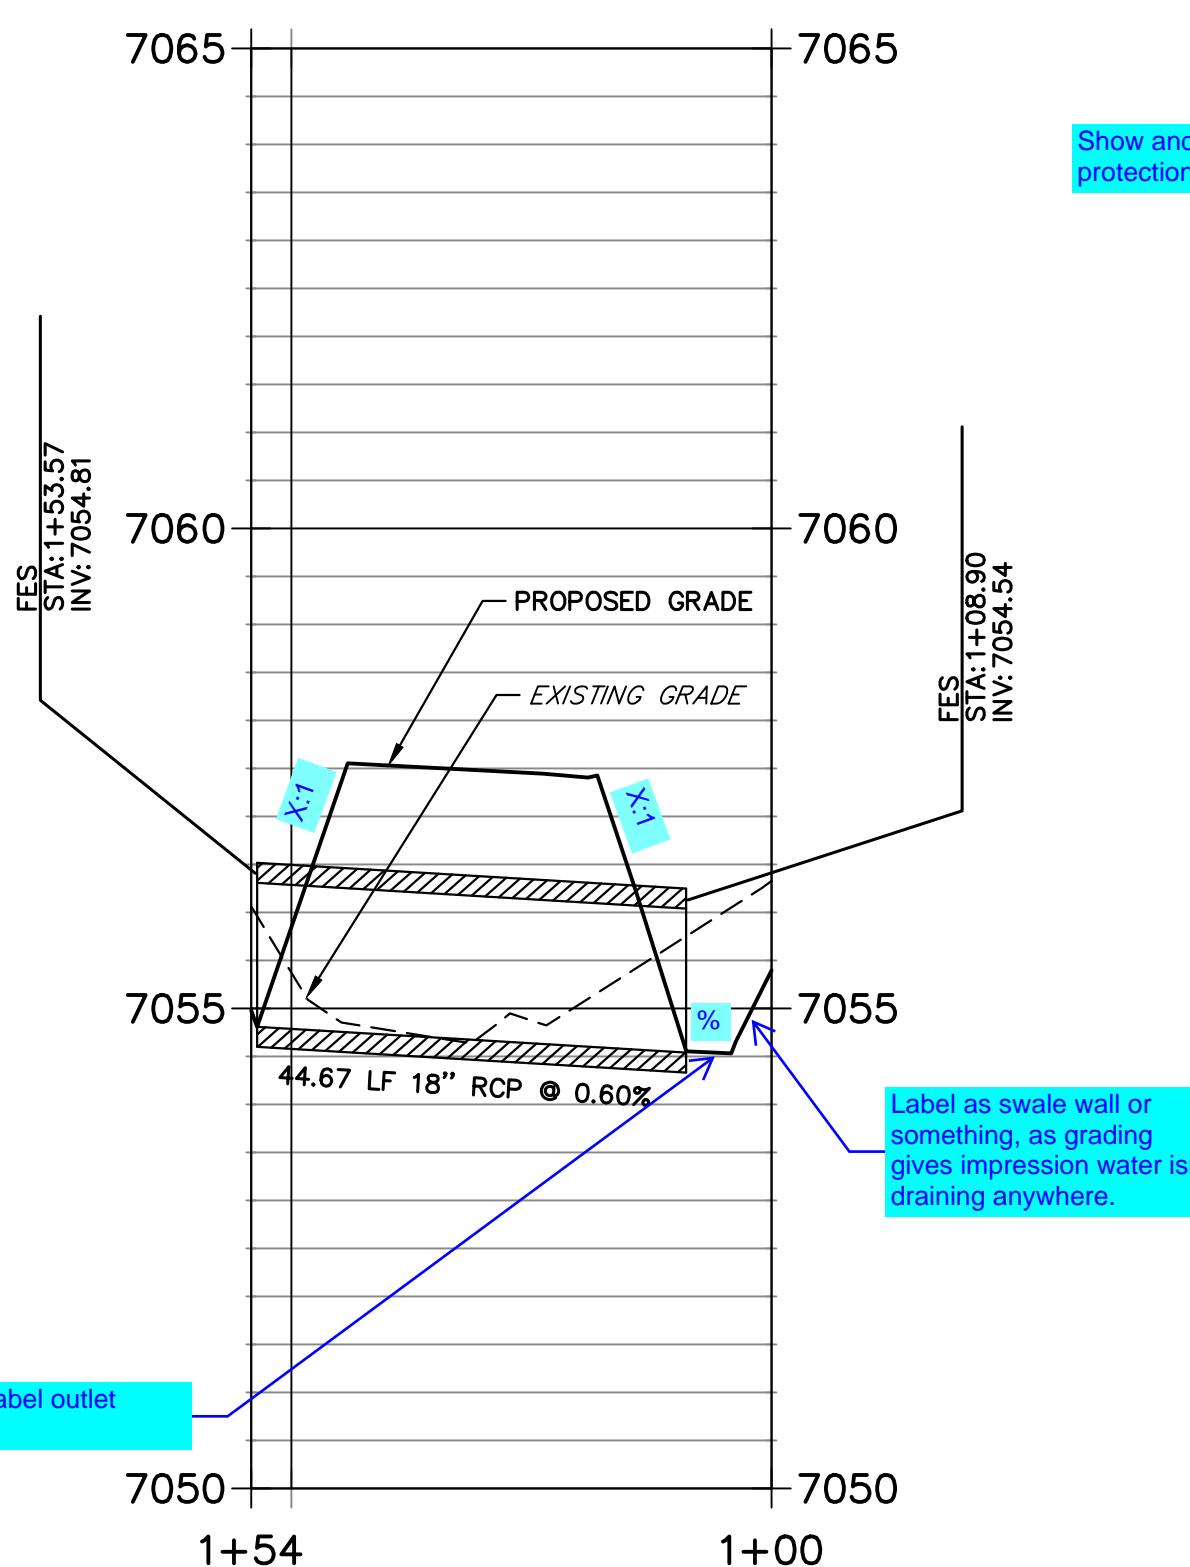 7065
7065
Show and
protection
FES
STA:1+53.57
INV: 7054.81
7060
7060
FES
STA:1+08.90
INV: 7054.54
PROPOSED GRADE
EXISTING GRADE
X:1
X:1
7055
%
7055
44.67 LF 18” RCP @ 0.60%
Label as swale wall or
something, as grading
gives impression water is
draining anywhere.
abel outlet
7050
7050
1+54
1+00